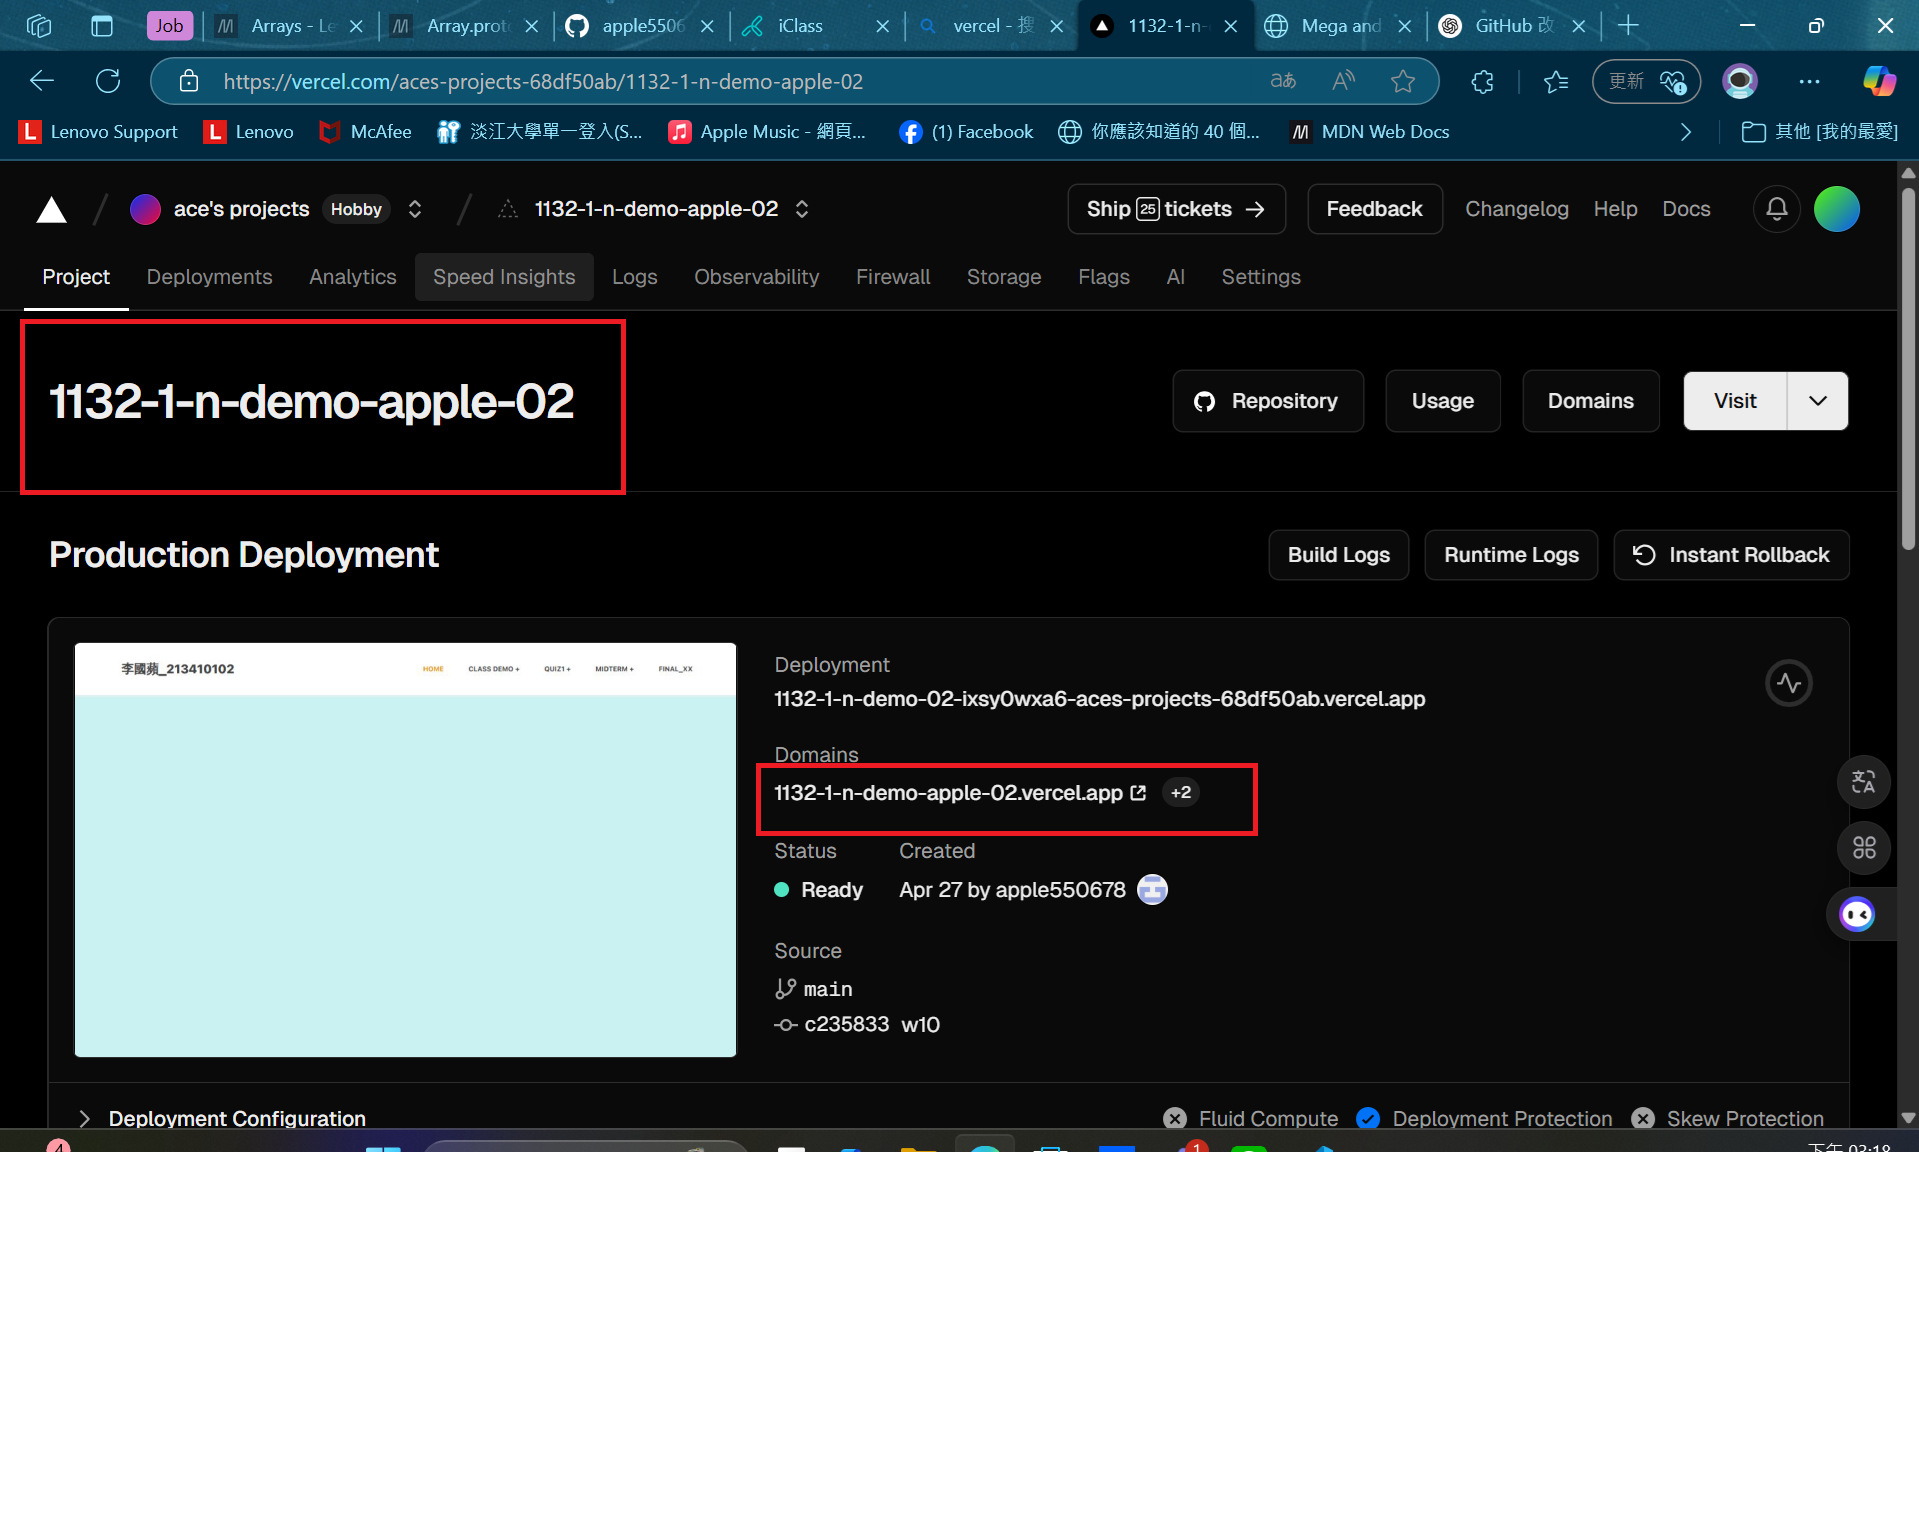 Job
Arrays - Le
Array.proto
apple5506
iClass
vercel - 搜
1132-1-n-
Mega and
GitHub 改
https://vercel.com/aces-projects-68df50ab/1132-1-n-demo-apple-02
更新
Lenovo Support
Lenovo
McAfee
淡江大學單一登入(S...
Apple Music - 網頁...
(1) Facebook
你應該知道的 40 個...
MDN Web Docs
其他 [我的最愛]
ace's projects
Hobby
1132-1-n-demo-apple-02
Ship 25 tickets
Feedback
Changelog
Help
Docs
Project
Deployments
Analytics
Speed Insights
Logs
Observability
Firewall
Storage
Flags
AI
Settings
1132-1-n-demo-apple-02
Repository
Usage
Domains
Visit
Production Deployment
Build Logs
Runtime Logs
Instant Rollback
李國蘋_213410102
HOME
CLASS DEMO +
QUIZ1 +
MIDTERM +
FINAL_XX
Deployment
1132-1-n-demo-02-ixsy0wxa6-aces-projects-68df50ab.vercel.app
Domains
1132-1-n-demo-apple-02.vercel.app
+2
Status
Created
Ready
Apr 27 by apple550678
Source
main
c235833 w10
Deployment Configuration
Fluid Compute
Deployment Protection
Skew Protection